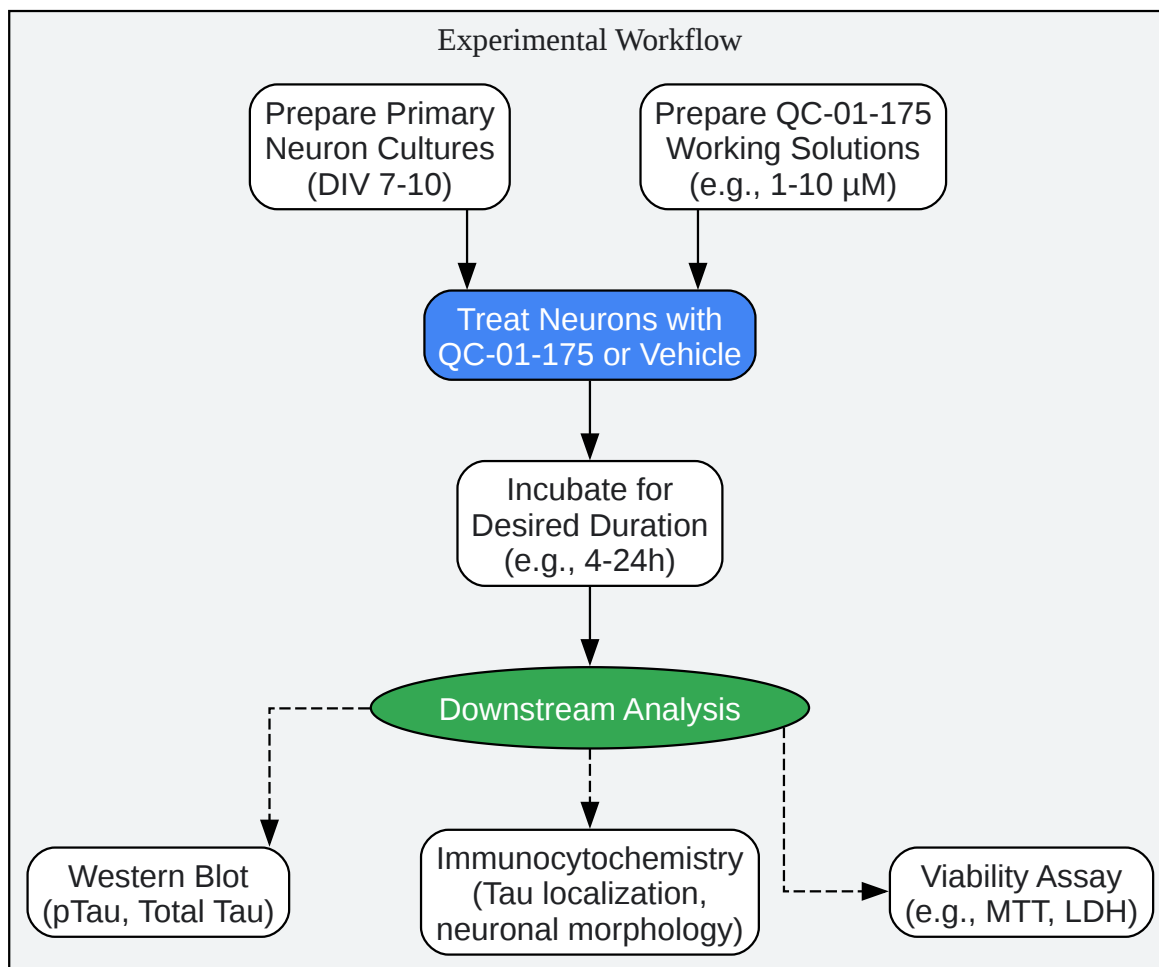 Experimental Workflow
Prepare Primary
Neuron Cultures
(DIV 7-10)
Prepare QC-01-175
Working Solutions
(e.g., 1-10 µM)
Treat Neurons with
QC-01-175 or Vehicle
Incubate for
Desired Duration
(e.g., 4-24h)
Downstream Analysis
Western Blot
(pTau, Total Tau)
Immunocytochemistry
(Tau localization,
neuronal morphology)
Viability Assay
(e.g., MTT, LDH)